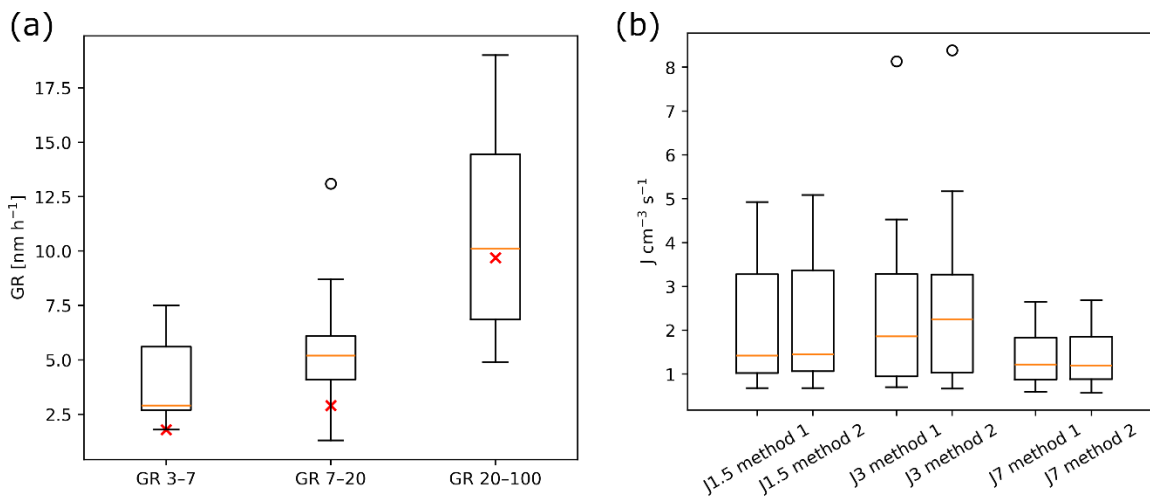 (a)
17.5
15.0
12.5
10.0
7.5
5.0
2.5
GR [nm h⁻¹]
GR 3–7
GR 7–20
GR 20–100
(b)
8
7
6
5
4
3
2
1
J cm⁻³ s⁻¹
J1.5 method 1
J1.5 method 2
J3 method 1
J3 method 2
J7 method 1
J7 method 2